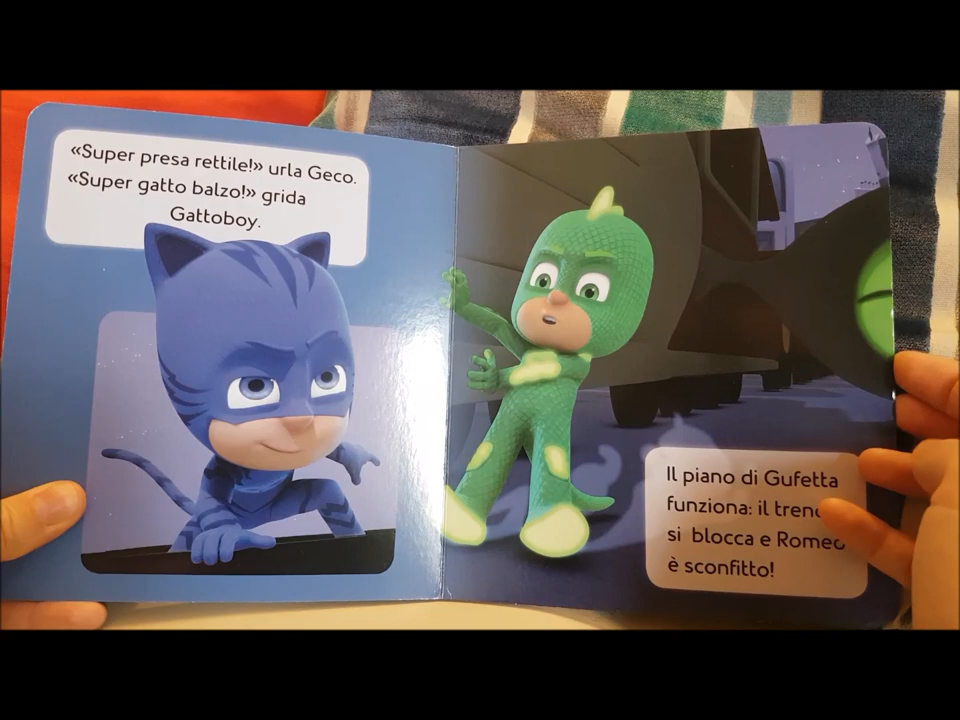 «Super presa rettile!» urla Geco.
«Super gatto balzo!» grida
Gattoboy.
Il piano di Gufetta
funziona: il treno
si blocca e Romeo
è sconfitto!